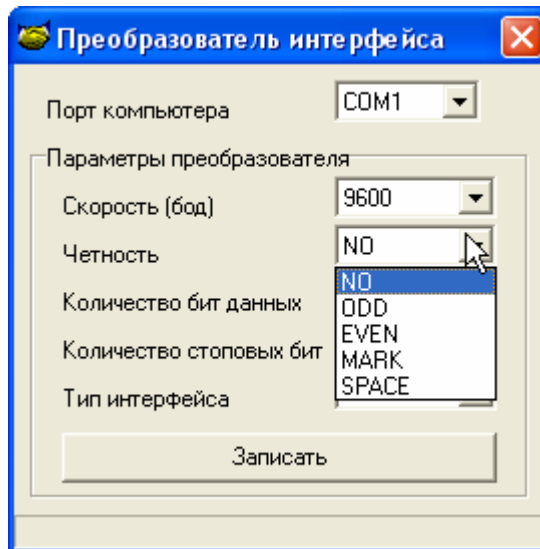 Преобразователь интерфейса
Порт компьютера COM1
Параметры преобразователя
Скорость (бод) 9600
Четность NO
NO
Количество бит данных ODD
EVEN
Количество стоповых бит MARK
SPACE
Тип интерфейса
Записать